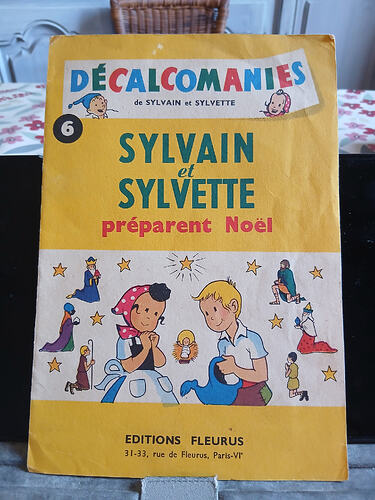 DÉCALCOMANIES
de SYLVAIN et SYLVETTE
6
SYLVAIN
et
SYLVETTE
préparent Noël
EDITIONS FLEURUS
31-33, rue de Fleurus, Paris-VIe